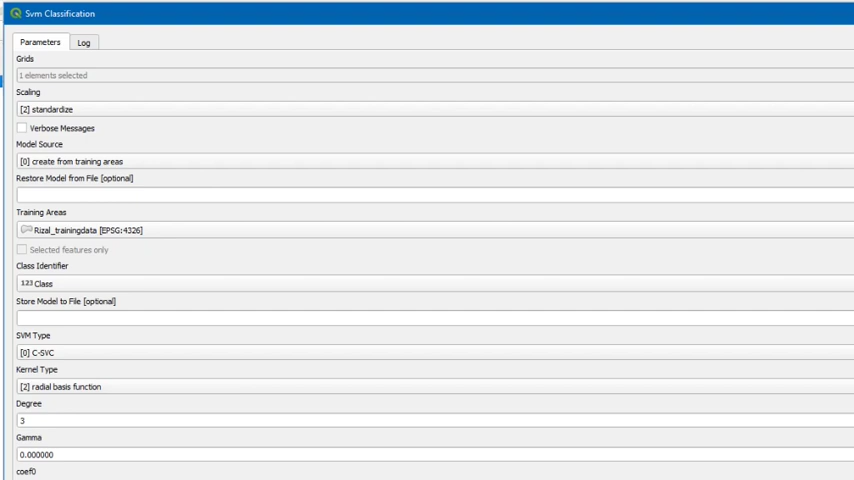 Svm Classification
Parameters Log
Grids
1 elements selected
Scaling
[2] standardize
Verbose Messages
Model Source
[0] create from training areas
Restore Model from File [optional]
Training Areas
Rizal_trainingdata [EPSG:4326]
Selected features only
Class Identifier
123 Class
Store Model to File [optional]
SVM Type
[0] C-SVC
Kernel Type
[2] radial basis function
Degree
3
Gamma
0.000000
coef0